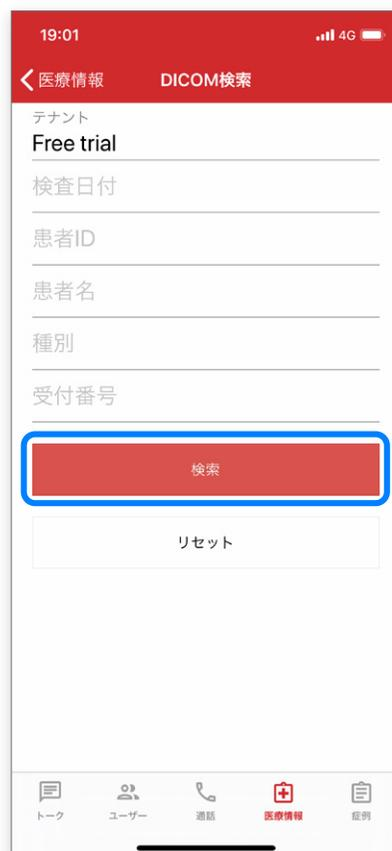 19:01
4G
医療情報
DICOM検索
テナント
Free trial
検査日付
患者ID
患者名
種別
受付番号
検索
リセット
トーク
ユーザー
通話
医療情報
症例